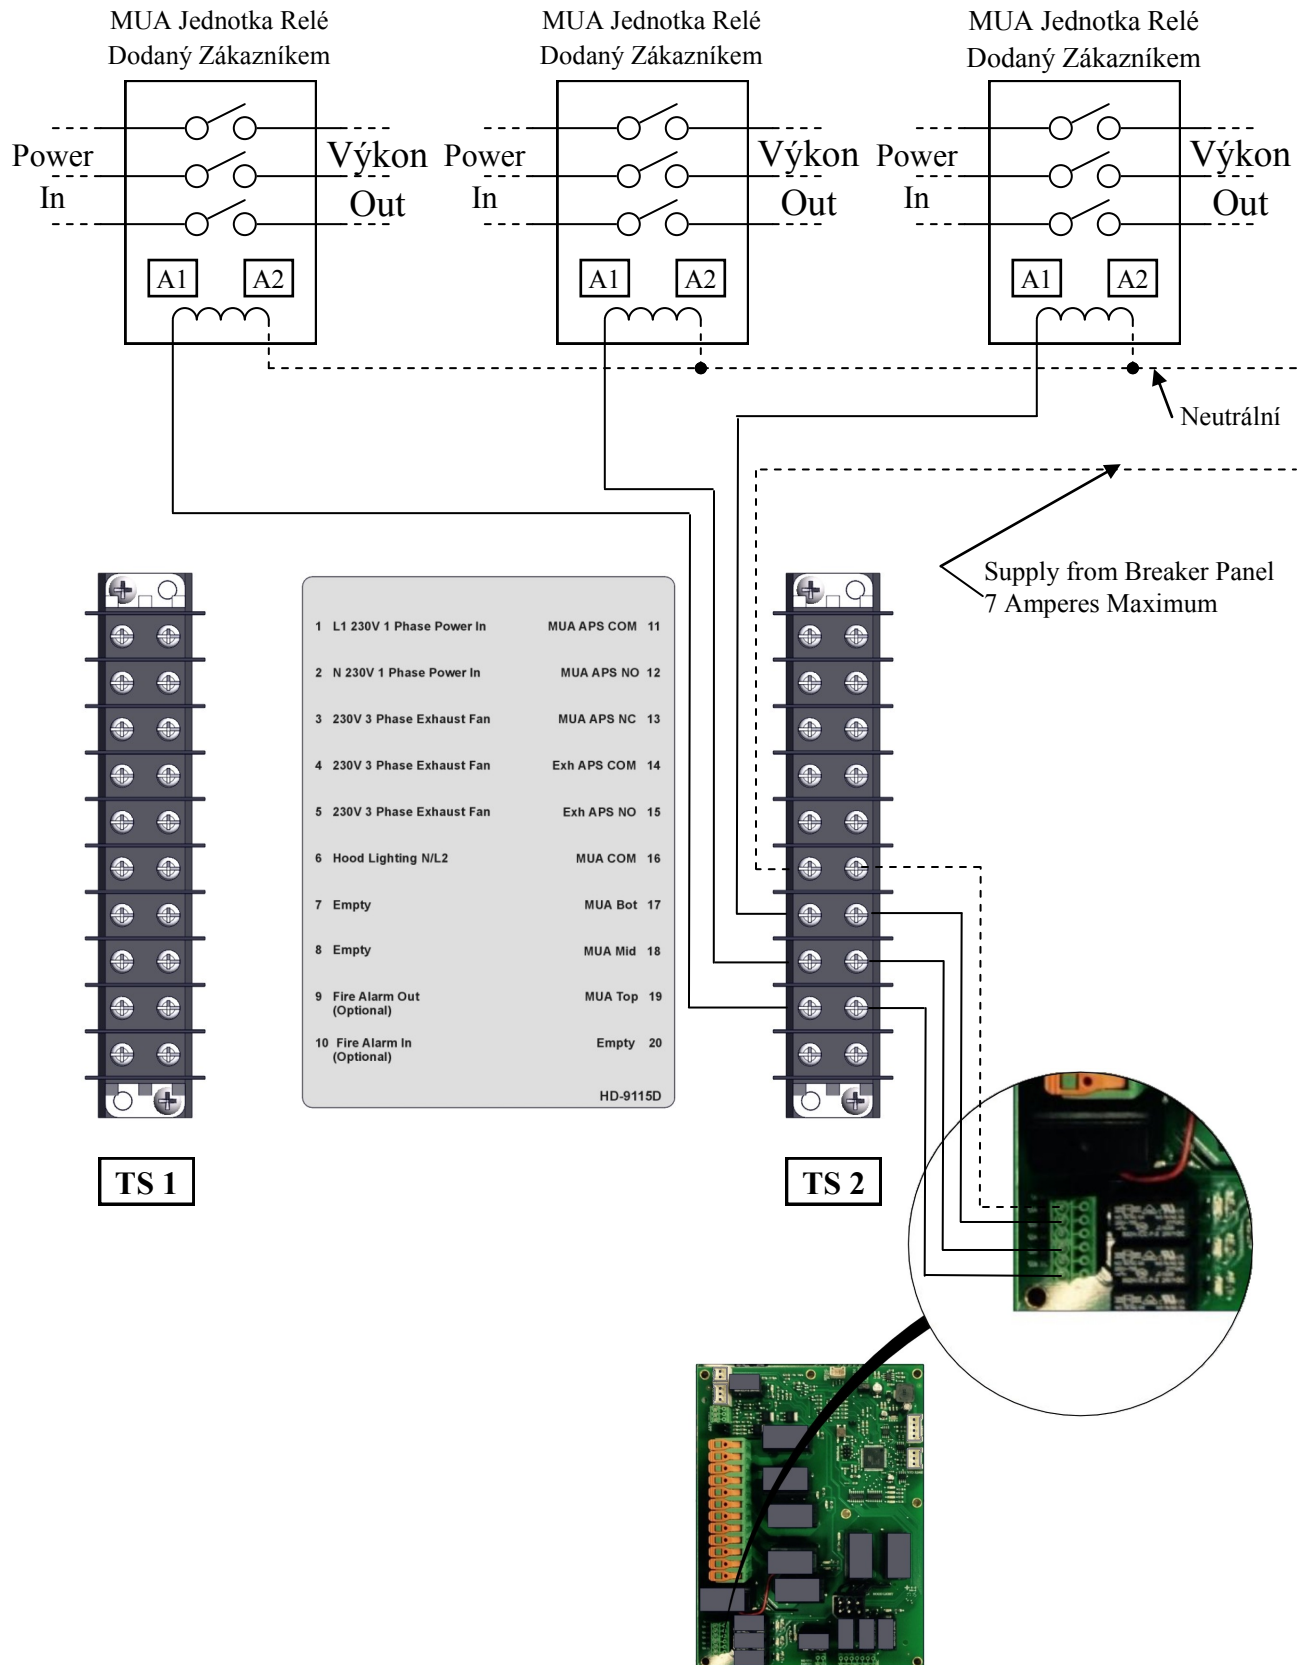 MUA Jednotka Relé
Dodaný Zákazníkem
MUA Jednotka Relé
Dodaný Zákazníkem
MUA Jednotka Relé
Dodaný Zákazníkem
Power
In
Výkon
Out
Power
In
Výkon
Out
Power
In
Výkon
Out
A1
A2
A1
A2
A1
A2
Neutrální
Supply from Breaker Panel
7 Amperes Maximum
1 L1 230V 1 Phase Power In
MUA APS COM 11
2 N 230V 1 Phase Power In
MUA APS NO 12
3 230V 3 Phase Exhaust Fan
MUA APS NC 13
4 230V 3 Phase Exhaust Fan
Exh APS COM 14
5 230V 3 Phase Exhaust Fan
Exh APS NO 15
6 Hood Lighting N/L2
MUA COM 16
7 Empty
MUA Bot 17
8 Empty
MUA Mid 18
9 Fire Alarm Out
(Optional)
MUA Top 19
10 Fire Alarm In
(Optional)
Empty 20
HD-9115D
TS 1
TS 2